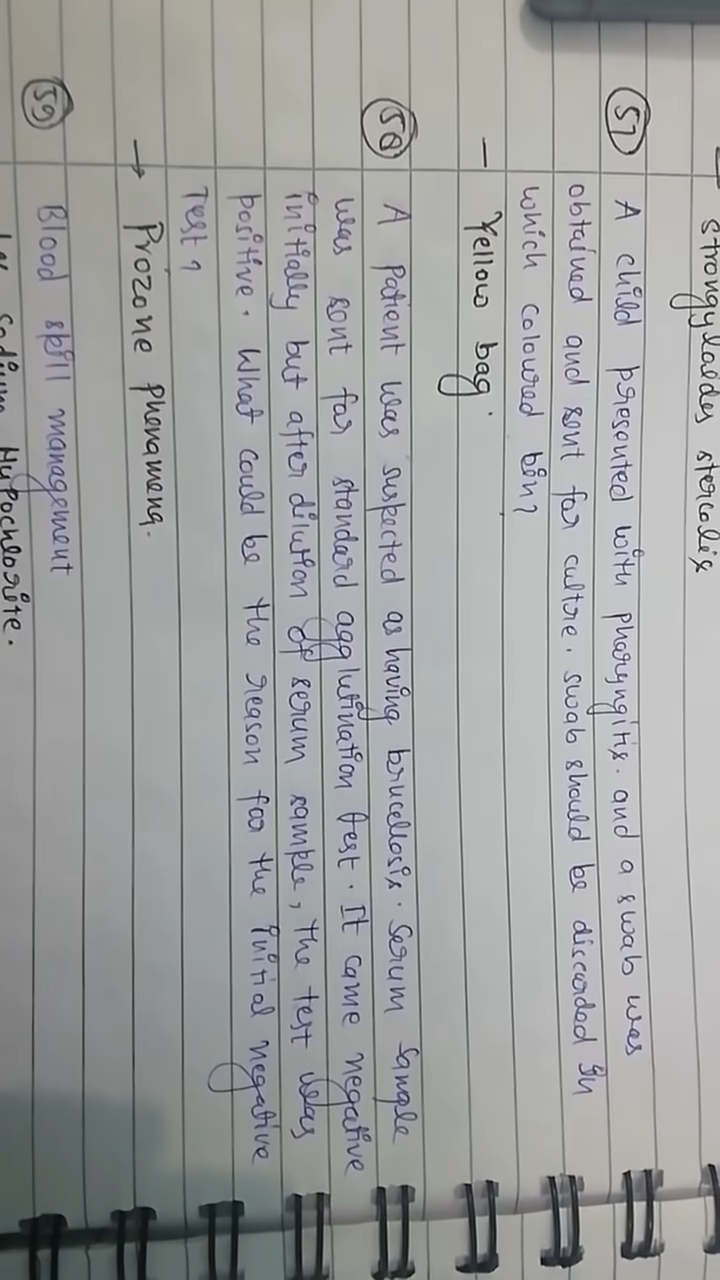 strongyloides stercolis
57 A child presented with pharyngitis. and a swab was
obtained and sent for culture. swab should be discarded in
which coloured bin?
- Yellow bag.
58 A patient was suspected as having brucellosis. serum sample
was sent for standard agglutination test. It came negative
initially but after dilution of serum sample, the test was
positive. What could be the reason for the initial negative
Test?
→ Prozone phenomena.
59 Blood spill management
1% sodium Hypochlorite.